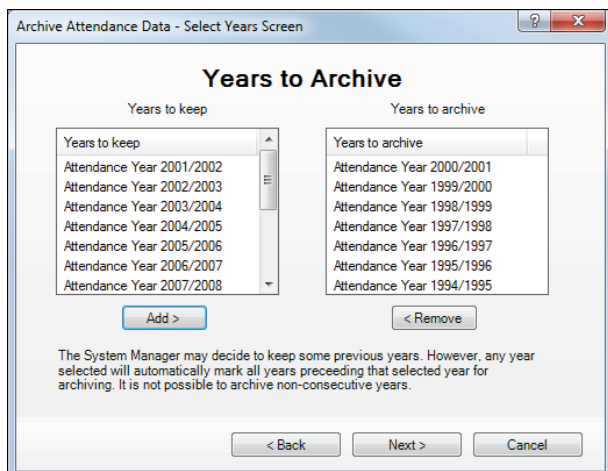 Archive Attendance Data - Select Years Screen
?
Years to Archive
Years to keep
Years to archive
Years to keep
Attendance Year 2001/2002
Attendance Year 2002/2003
Attendance Year 2003/2004
Attendance Year 2004/2005
Attendance Year 2005/2006
Attendance Year 2006/2007
Attendance Year 2007/2008
Years to archive
Attendance Year 2000/2001
Attendance Year 1999/2000
Attendance Year 1998/1999
Attendance Year 1997/1998
Attendance Year 1996/1997
Attendance Year 1995/1996
Attendance Year 1994/1995
Add >
< Remove
The System Manager may decide to keep some previous years. However, any year
selected will automatically mark all years preceeding that selected year for
archiving. It is not possible to archive non-consecutive years.
< Back
Next >
Cancel